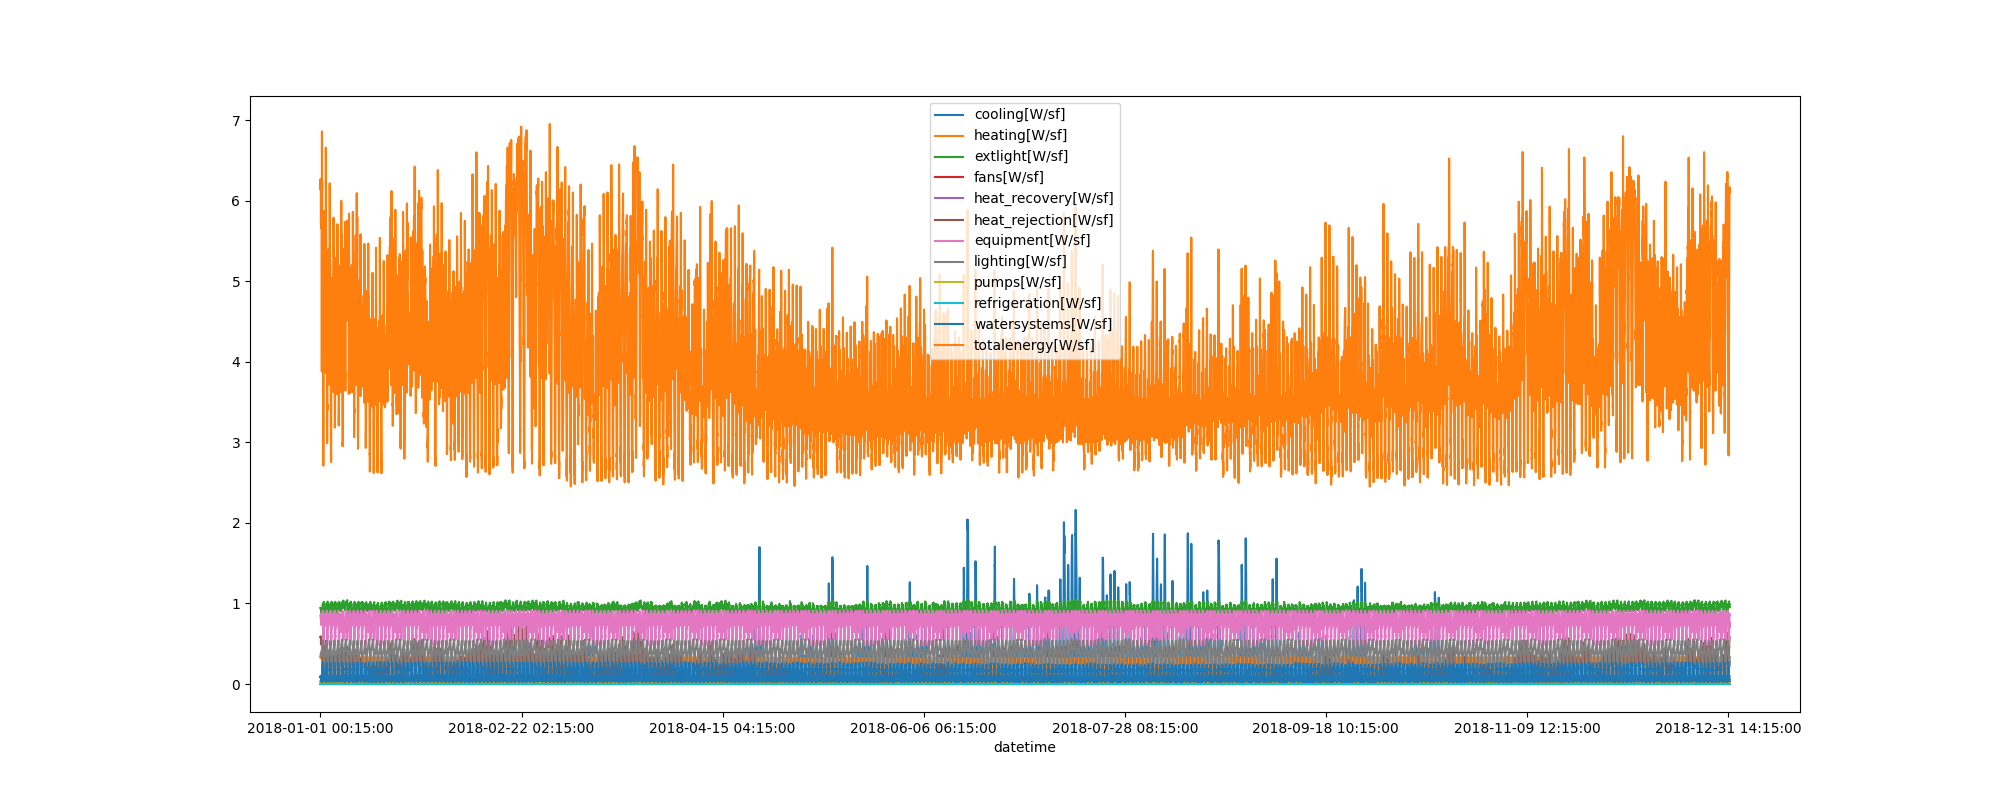 7
6
5
4
3
2
1
0
cooling[W/sf]
heating[W/sf]
extlight[W/sf]
fans[W/sf]
heat_recovery[W/sf]
heat_rejection[W/sf]
equipment[W/sf]
lighting[W/sf]
pumps[W/sf]
refrigeration[W/sf]
watersystems[W/sf]
totalenergy[W/sf]
2018-01-01 00:15:00 2018-02-22 02:15:00 2018-04-15 04:15:00 2018-06-06 06:15:00 2018-07-28 08:15:00 2018-09-18 10:15:00 2018-11-09 12:15:00 2018-12-31 14:15:00
datetime